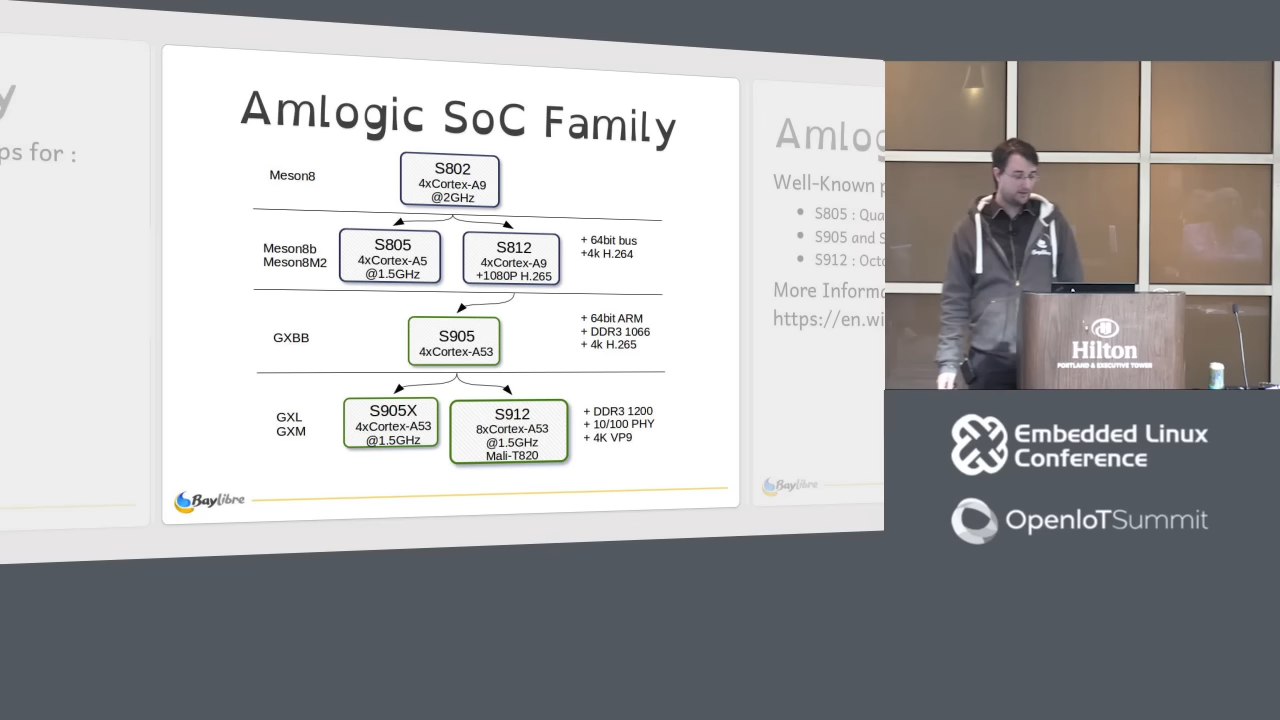 y
ps for :
Amlogic SoC Family
Meson8
S802
4xCortex-A9
@2GHz
Meson8b
Meson8M2
S805
4xCortex-A5
@1.5GHz
S812
4xCortex-A9
+1080P H.265
+ 64bit bus
+4k H.264
GXBB
S905
4xCortex-A53
+ 64bit ARM
+ DDR3 1066
+ 4k H.265
GXL
GXM
S905X
4xCortex-A53
@1.5GHz
S912
8xCortex-A53
@1.5GHz
Mali-T820
+ DDR3 1200
+ 10/100 PHY
+ 4K VP9
Baylibre
Amlog
Well-Known p
• S805 : Qua
• S905 and S
• S912 : Octo
More Informa
https://en.wi
Baylibre
Hilton
PORTLAND & EXECUTIVE TOWER
Embedded Linux
Conference
OpenIoTSummit